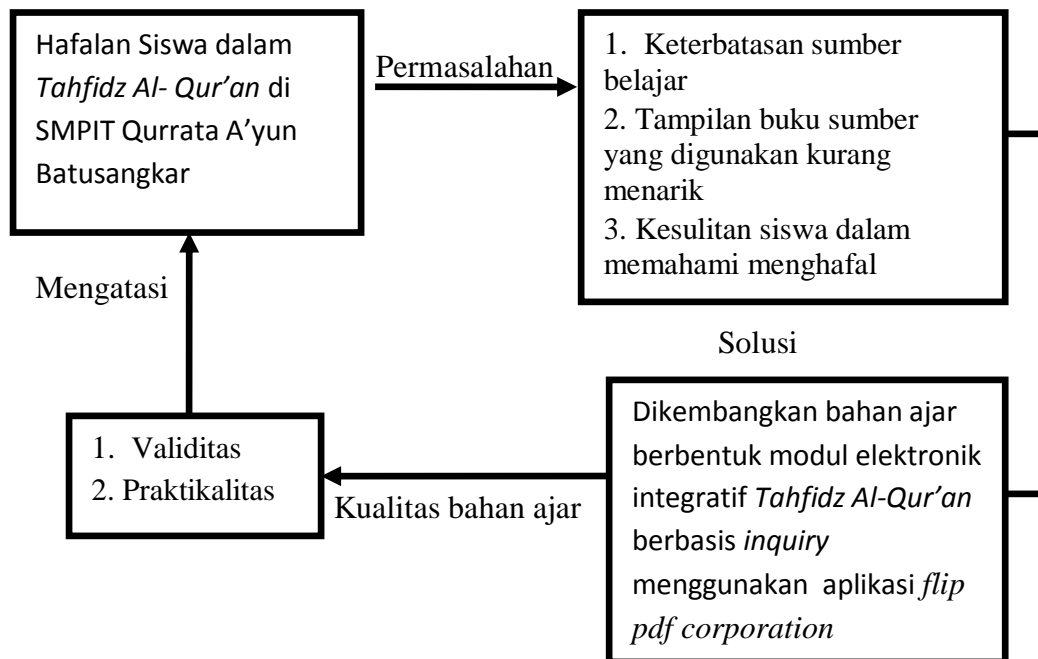 Hafalan Siswa dalam
Tahfidz Al- Qur’an di
SMPIT Qurrata A’yun
Batusangkar
Permasalahan
1. Keterbatasan sumber
belajar
2. Tampilan buku sumber
yang digunakan kurang
menarik
3. Kesulitan siswa dalam
memahami menghafal
Solusi
Dikembangkan bahan ajar
berbentuk modul elektronik
integratif Tahfidz Al-Qur’an
berbasis inquiry
menggunakan aplikasi flip
pdf corporation
Kualitas bahan ajar
1. Validitas
2. Praktikalitas
Mengatasi